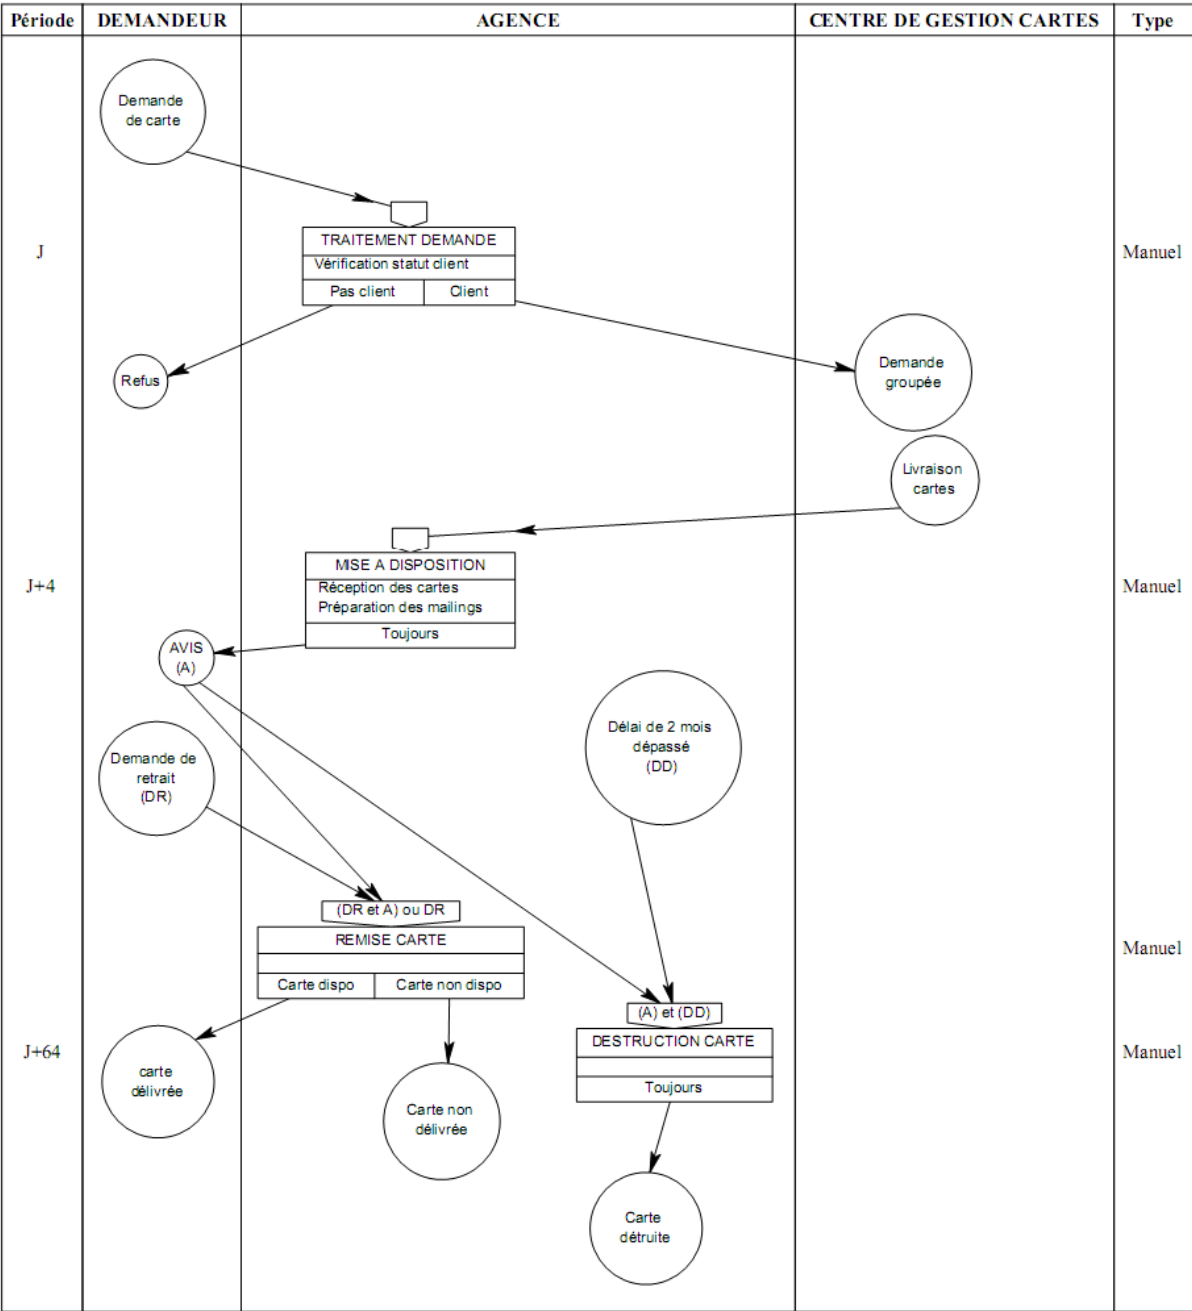 Période DEMANDEUR AGENCE CENTRE DE GESTION CARTES Type
Demande
de carte
TRAITEMENT DEMANDE
J
Manuel
Vérification statut client
Pas client
Client
Refus
Demande
groupée
Livraison
cartes
MISE A DISPOSITION
J+4
Manuel
Réception des cartes
Préparation des mailings
Toujours
AVIS
(A)
Délai de 2 mois
dépassé
(DD)
Demande de
retrait
(DR)
(DR et A) ou DR
REMISE CARTE
Manuel
Carte dispo
Carte non dispo
(A) et (DD)
DESTRUCTION CARTE
J+64
Manuel
Toujours
carte
délivrée
Carte non
délivrée
Carte
détruite